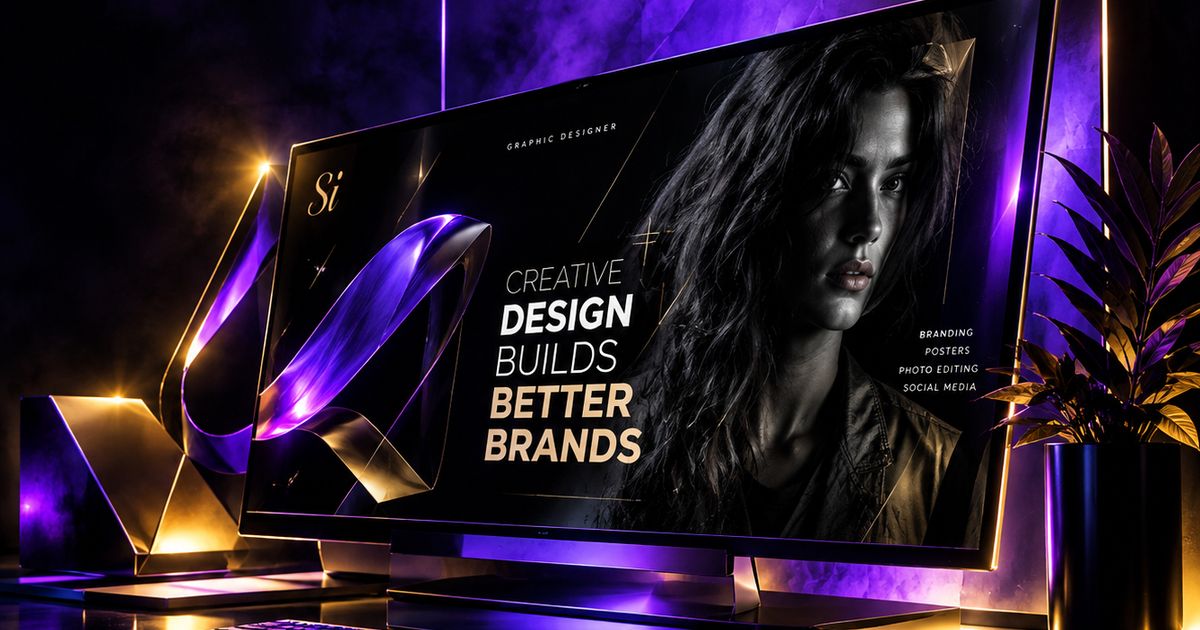 Si
GRAPHIC DESIGNER
CREATIVE
DESIGN
BUILDS
BETTER
BRANDS
BRANDING
POSTERS
PHOTO EDITING
SOCIAL MEDIA